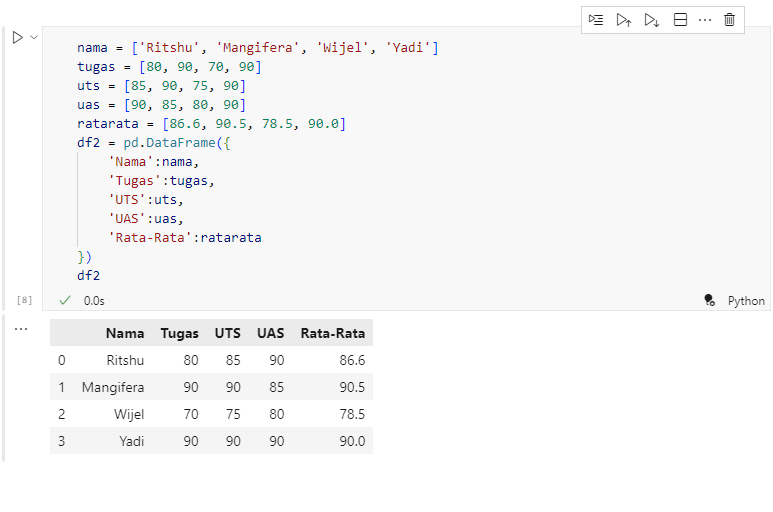 nama = ['Ritshu', 'Mangifera', 'Wijel', 'Yadi']
tugas = [80, 90, 70, 90]
uts = [85, 90, 75, 90]
uas = [90, 85, 80, 90]
ratarata = [86.6, 90.5, 78.5, 90.0]
df2 = pd.DataFrame({
    'Nama':nama,
    'Tugas':tugas,
    'UTS':uts,
    'UAS':uas,
    'Rata-Rata':ratarata
})
df2
[8] 0.0s Python
Nama Tugas UTS UAS Rata-Rata
0 Ritshu 80 85 90 86.6
1 Mangifera 90 90 85 90.5
2 Wijel 70 75 80 78.5
3 Yadi 90 90 90 90.0